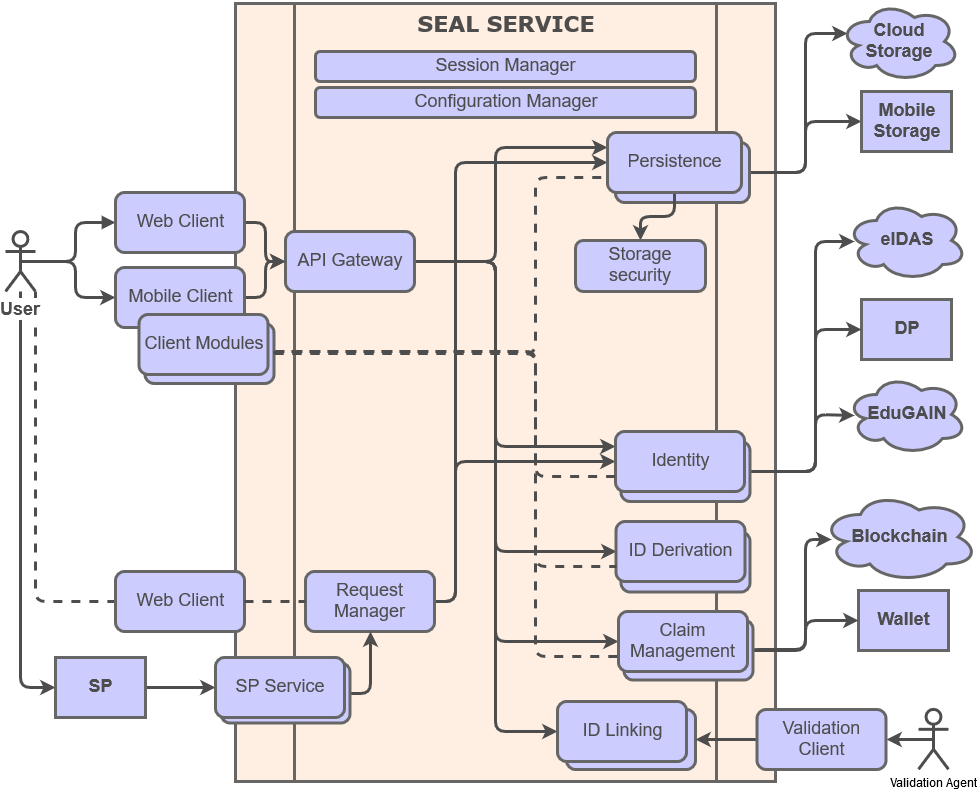 SEAL SERVICE
Session Manager
Configuration Manager
Cloud
Storage
Mobile
Storage
Persistence
Web Client
API Gateway
Storage
security
eIDAS
User
Mobile Client
Client Modules
DP
EduGAIN
Identity
ID Derivation
Blockchain
Web Client
Request
Manager
Claim
Management
Wallet
SP
SP Service
ID Linking
Validation
Client
Validation Agent